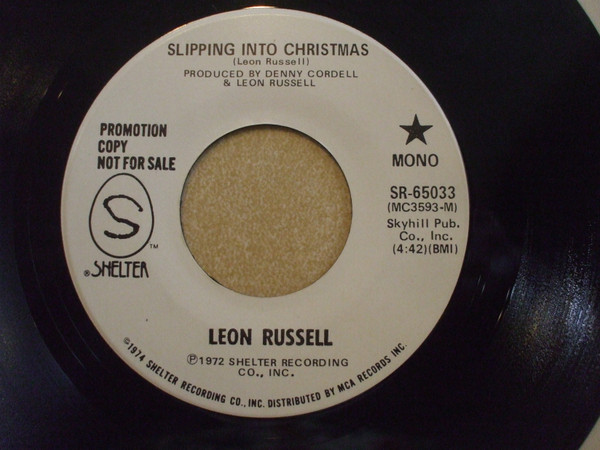 SLIPPING INTO CHRISTMAS
(Leon Russell)
PRODUCED BY DENNY CORDELL
& LEON RUSSELL
PROMOTION
COPY
NOT FOR SALE
★
MONO
SR-65033
(MC3593-M)
Skyhill Pub.
Co., Inc.
(4:42)(BMI)
S
TM
®SHELTER
LEON RUSSELL
℗1972 SHELTER RECORDING
CO., INC.
©1974 SHELTER RECORDING CO., INC. DISTRIBUTED BY MCA RECORDS INC.